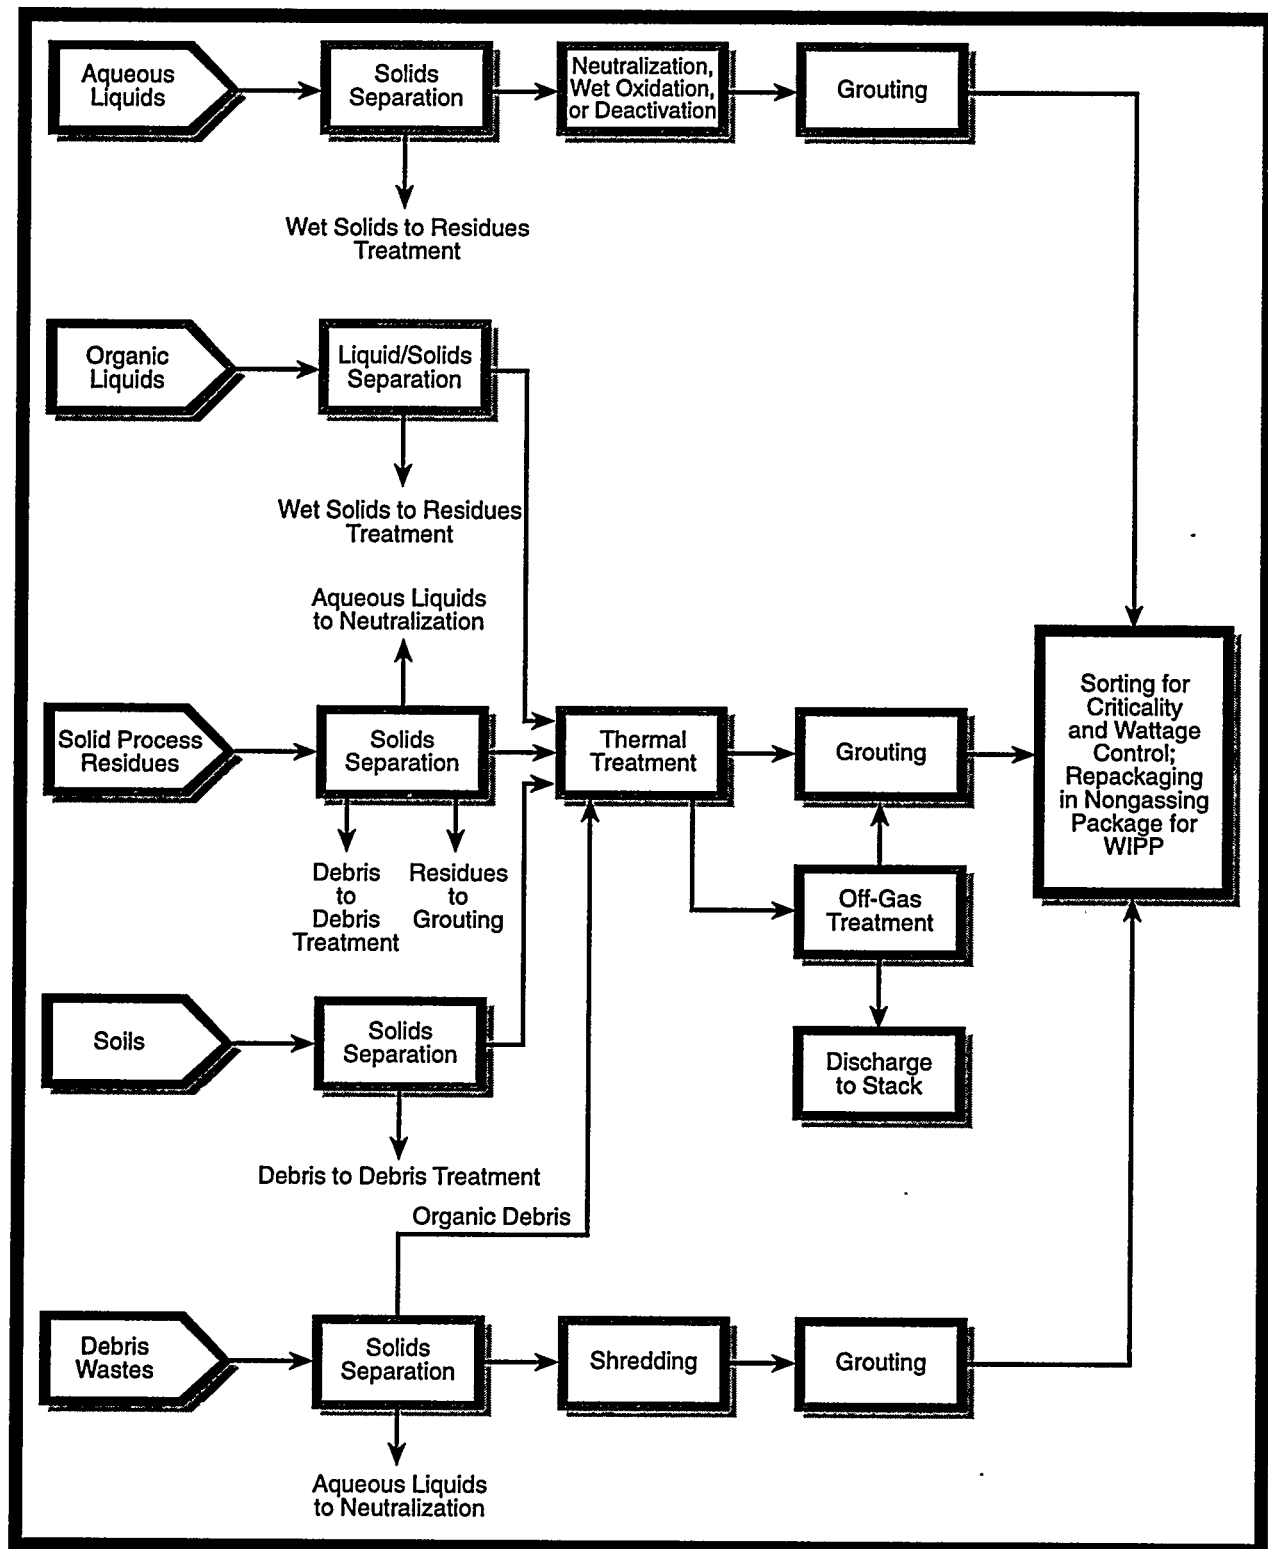 Aqueous
Liquids
Solids
Separation
Neutralization,
Wet Oxidation,
or Deactivation
Grouting
Wet Solids to Residues
Treatment
Organic
Liquids
Liquid/Solids
Separation
Wet Solids to Residues
Treatment
Aqueous Liquids
to Neutralization
Solid Process
Residues
Solids
Separation
Thermal
Treatment
Grouting
Sorting for
Criticality
and Wattage
Control;
Repackaging
in Nongassing
Package for
WIPP
Debris
to
Debris
Treatment
Residues
to
Grouting
Off-Gas
Treatment
Soils
Solids
Separation
Discharge
to Stack
Debris to Debris Treatment
Organic Debris
Debris
Wastes
Solids
Separation
Shredding
Grouting
Aqueous Liquids
to Neutralization